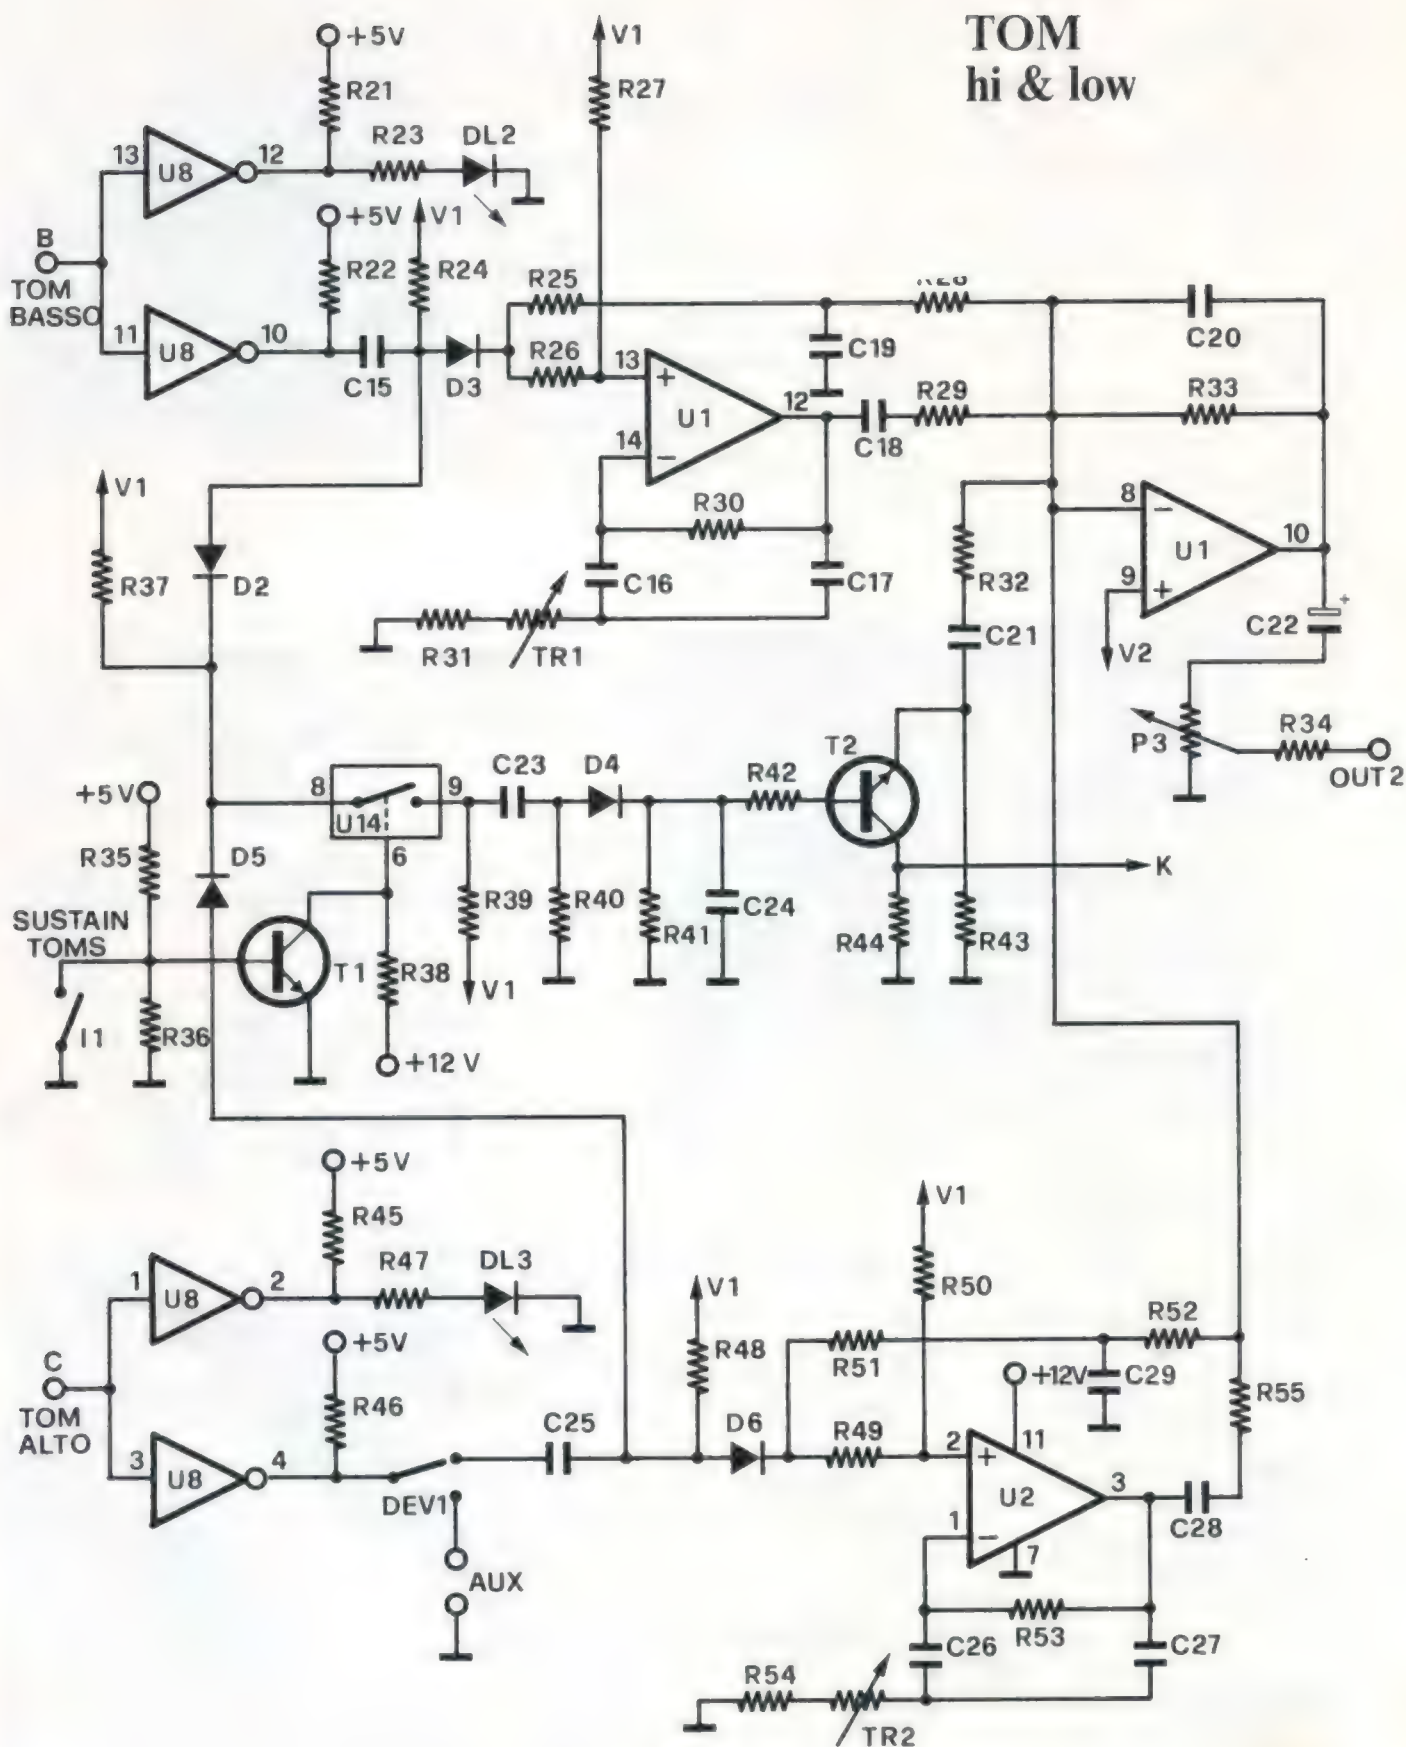 TOM
hi & low
+5V
V1
R21
R27
R23
DL2
13
U8
12
+5V
V1
B
TOM
BASSO
R22
R24
R25
11
U8
10
C15
D3
R26
13
+
U1
12
14
−
C19
C20
R29
C18
R33
R30
8
−
U1
10
9
+
V1
R37
D2
C16
C17
R32
C21
C22
+
V2
R31
TR1
P3
R34
OUT2
T2
+5V
8
U14
9
6
C23
D4
R42
K
R35
D5
R39
R40
R41
C24
R44
R43
SUSTAIN
TOMS
T1
R38
V1
I1
R36
+12 V
+5V
R45
V1
R47
DL3
1
U8
2
V1
R50
+5V
R48
R51
R52
C
TOM
ALTO
R46
+12V
C29
R55
C25
D6
R49
2
+
11
U2
3
3
U8
4
DEV1
1
−
7
C28
AUX
R53
C26
C27
R54
TR2